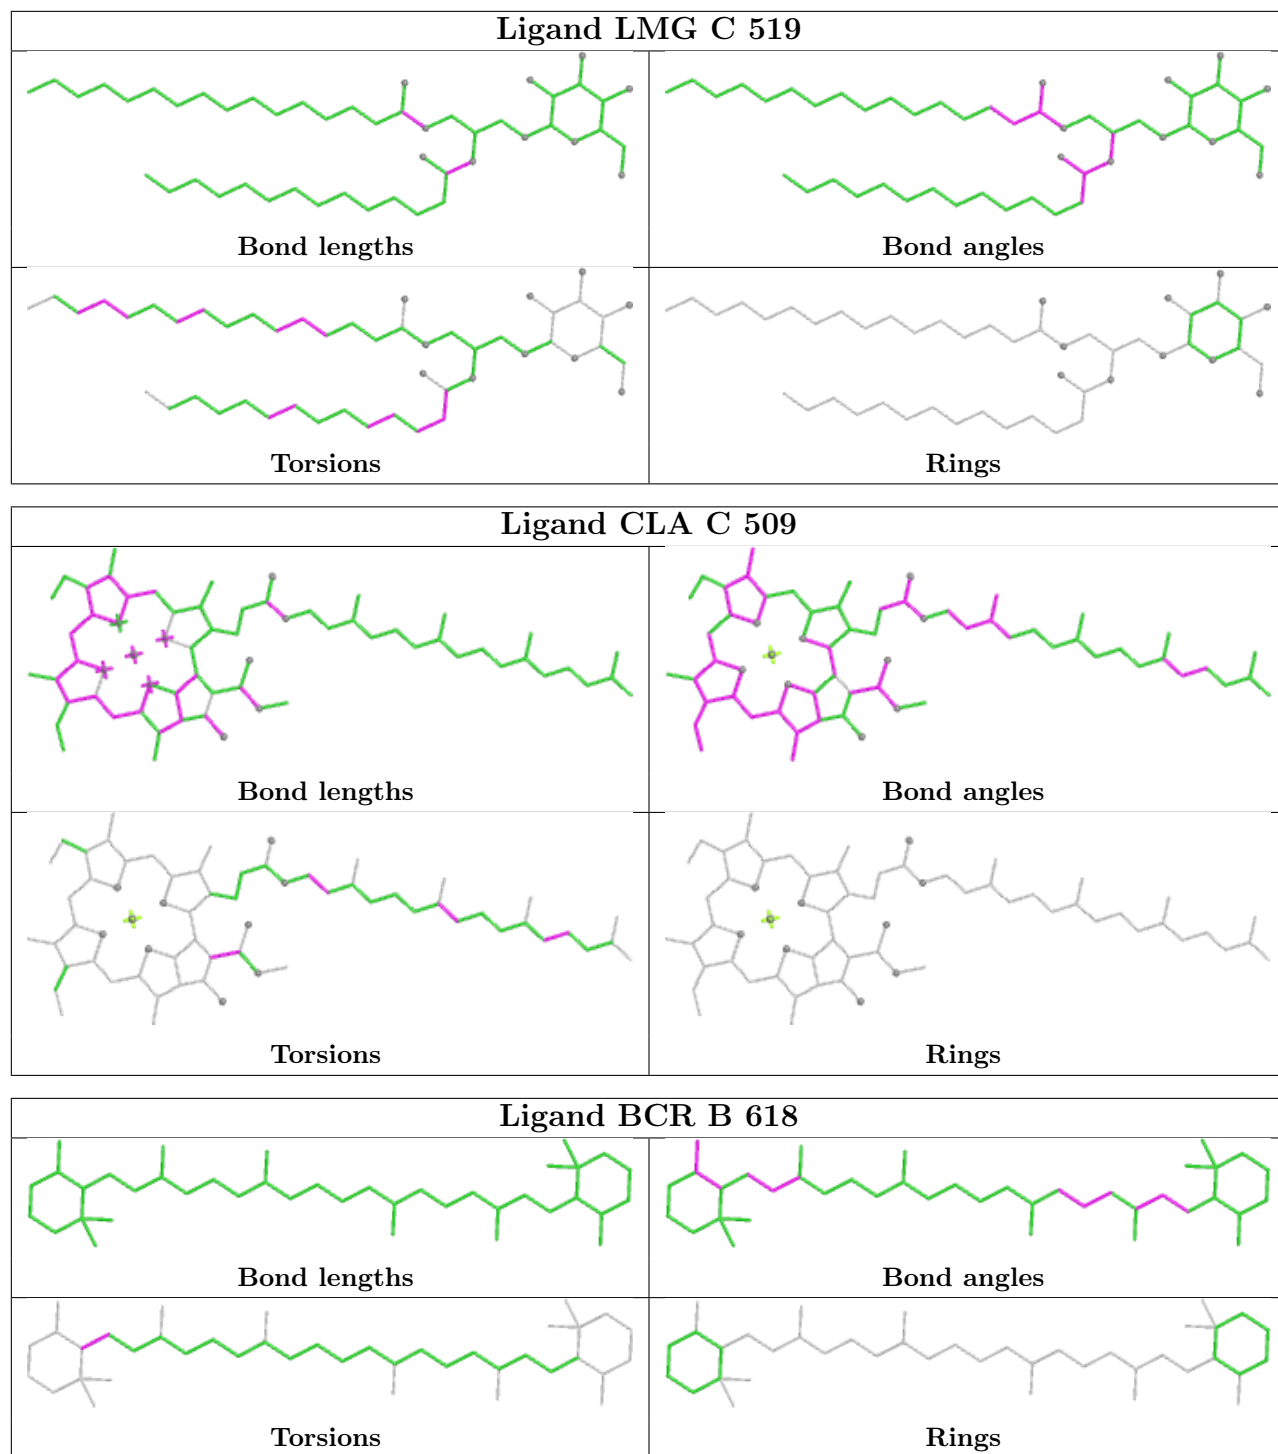 Ligand LMG C 519
Bond lengths
Bond angles
Torsions
Rings
Ligand CLA C 509
Bond lengths
Bond angles
Torsions
Rings
Ligand BCR B 618
Bond lengths
Bond angles
Torsions
Rings